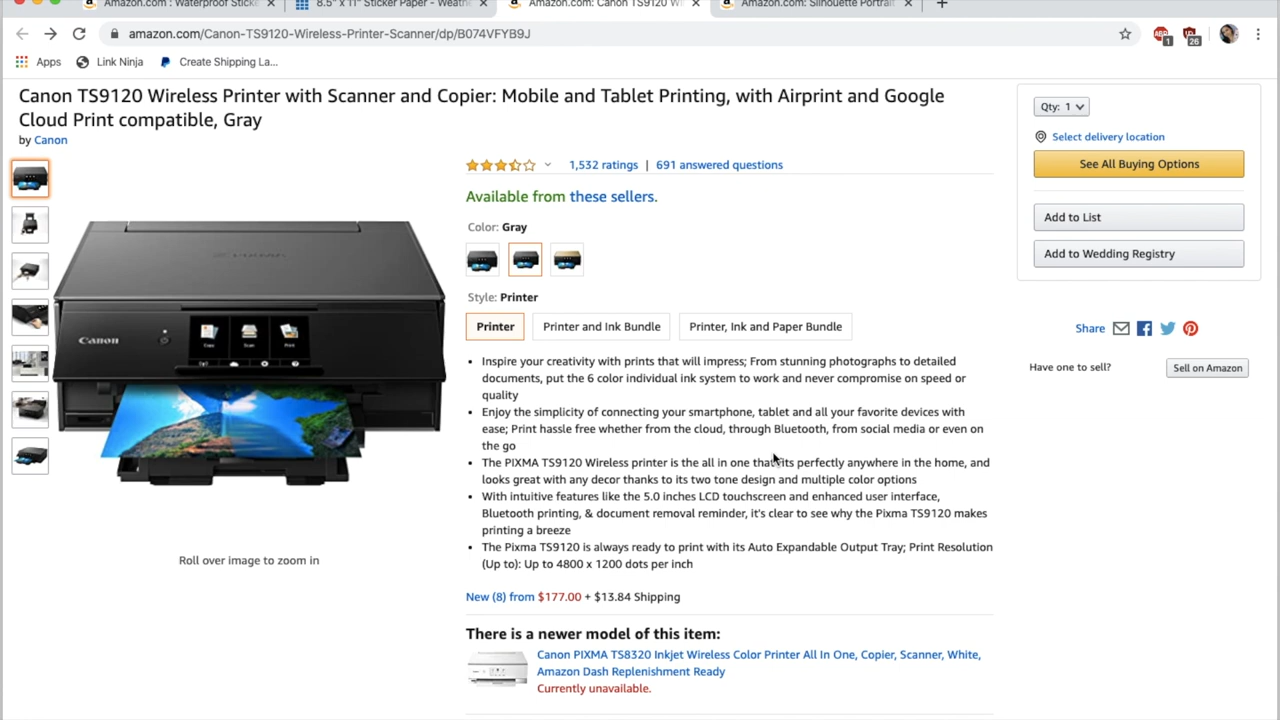 Amazon.com : Waterproof Sticke
8.5" x 11" Sticker Paper - Weath
Amazon.com: Canon TS9120 Wi
Amazon.com: Silhouette Portrait
amazon.com/Canon-TS9120-Wireless-Printer-Scanner/dp/B074VFYB9J
1
26
Apps
Link Ninja
Create Shipping La...
Canon TS9120 Wireless Printer with Scanner and Copier: Mobile and Tablet Printing, with Airprint and Google
Cloud Print compatible, Gray
by Canon
1,532 ratings | 691 answered questions
Available from these sellers.
Color: Gray
Style: Printer
Printer
Printer and Ink Bundle
Printer, Ink and Paper Bundle
• Inspire your creativity with prints that will impress; From stunning photographs to detailed
documents, put the 6 color individual ink system to work and never compromise on speed or
quality
• Enjoy the simplicity of connecting your smartphone, tablet and all your favorite devices with
ease; Print hassle free whether from the cloud, through Bluetooth, from social media or even on
the go
• The PIXMA TS9120 Wireless printer is the all in one that fits perfectly anywhere in the home, and
looks great with any decor thanks to its two tone design and multiple color options
• With intuitive features like the 5.0 inches LCD touchscreen and enhanced user interface,
Bluetooth printing, & document removal reminder, it's clear to see why the Pixma TS9120 makes
printing a breeze
• The Pixma TS9120 is always ready to print with its Auto Expandable Output Tray; Print Resolution
(Up to): Up to 4800 x 1200 dots per inch
New (8) from $177.00 + $13.84 Shipping
There is a newer model of this item:
Canon PIXMA TS8320 Inkjet Wireless Color Printer All In One, Copier, Scanner, White,
Amazon Dash Replenishment Ready
Currently unavailable.
PIXMA
Canon
Copy
Scan
Print
Roll over image to zoom in
Qty: 1
Select delivery location
See All Buying Options
Add to List
Add to Wedding Registry
Share
Have one to sell?
Sell on Amazon